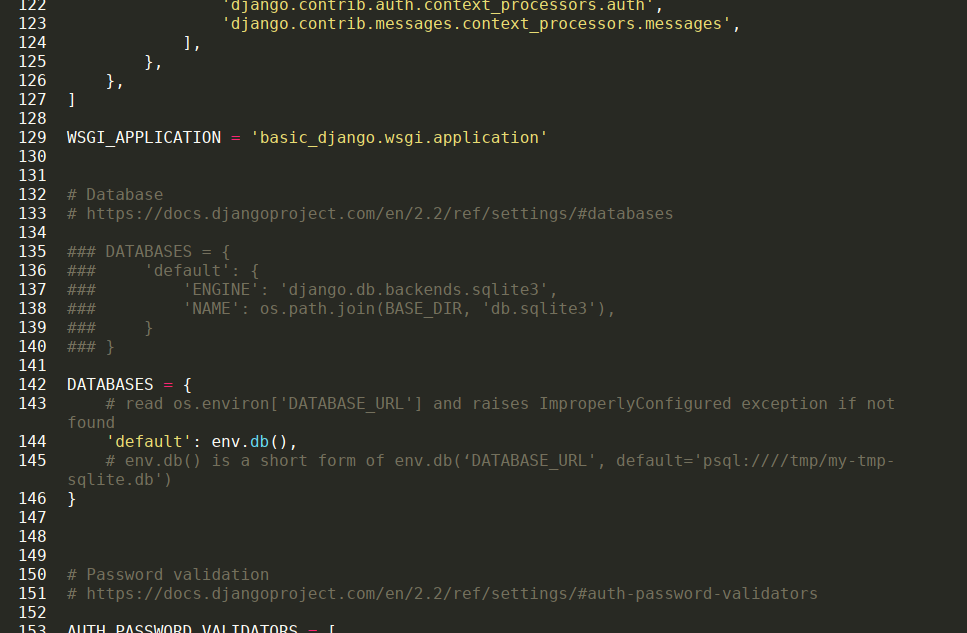 122                 'django.contrib.auth.context_processors.auth',
123                 'django.contrib.messages.context_processors.messages',
124             ],
125         },
126     },
127 ]
128
129 WSGI_APPLICATION = 'basic_django.wsgi.application'
130
131
132 # Database
133 # https://docs.djangoproject.com/en/2.2/ref/settings/#databases
134
135 ### DATABASES = {
136 ###     'default': {
137 ###         'ENGINE': 'django.db.backends.sqlite3',
138 ###         'NAME': os.path.join(BASE_DIR, 'db.sqlite3'),
139 ###     }
140 ### }
141
142 DATABASES = {
143     # read os.environ['DATABASE_URL'] and raises ImproperlyConfigured exception if not
found
144     'default': env.db(),
145     # env.db() is a short form of env.db(‘DATABASE_URL', default='psql:////tmp/my-tmp-
sqlite.db')
146 }
147
148
149
150 # Password validation
151 # https://docs.djangoproject.com/en/2.2/ref/settings/#auth-password-validators
152
153 AUTH_PASSWORD_VALIDATORS = [